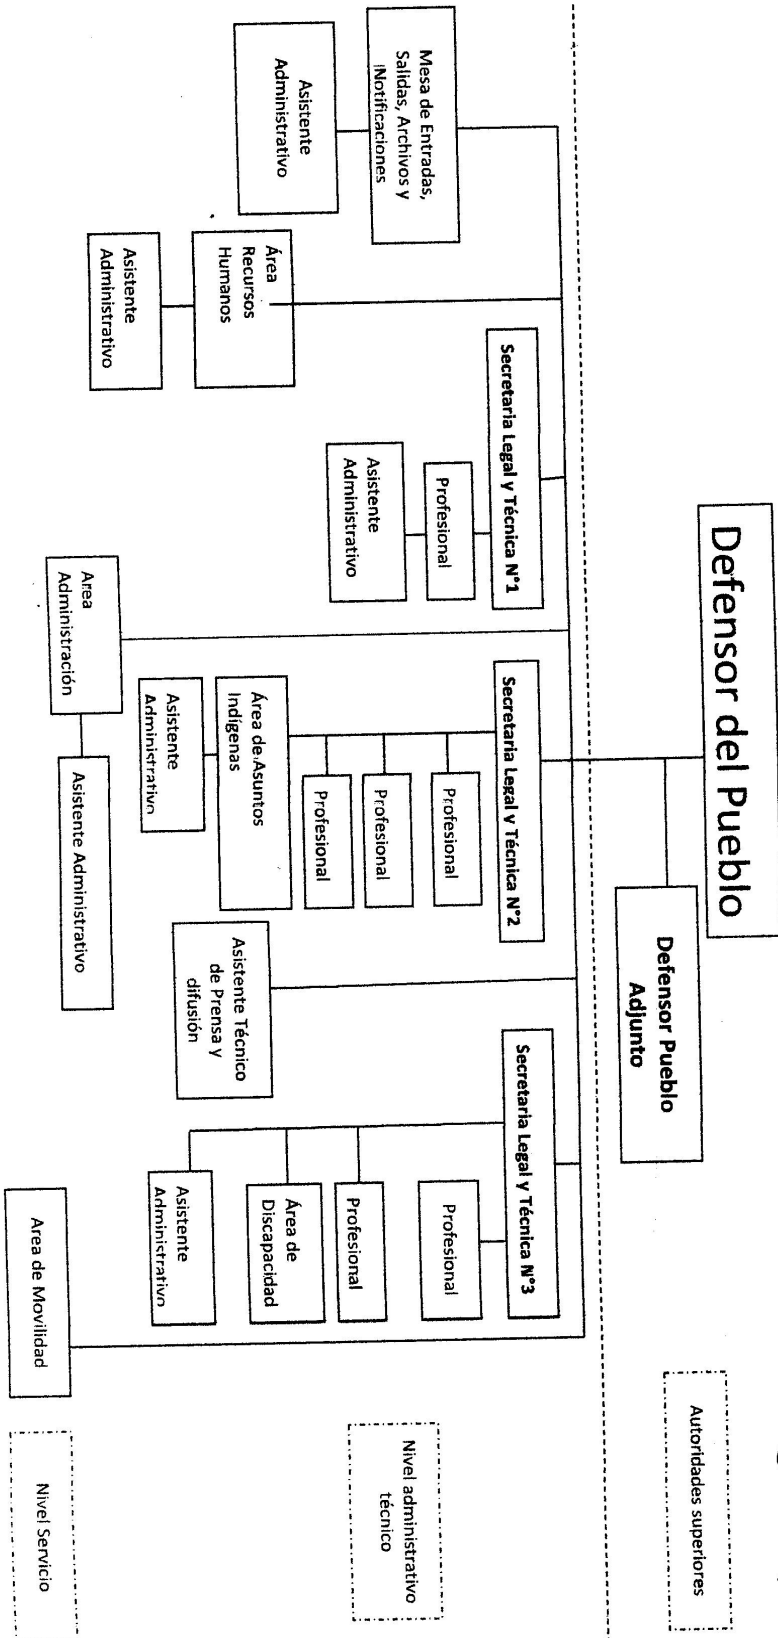 Defensor del Pueblo
Defensor Pueblo
Adjunto
Autoridades superiores
Mesa de Entradas,
Salidas, Archivos y
Notificaciones
Asistente
Administrativo
Área
Recursos
Humanos
Asistente
Administrativo
Secretaria Legal y Técnica N°1
Profesional
Asistente
Administrativo
Area
Administración
Asistente Administrativo
Secretaria Legal y Técnica N°2
Profesional
Profesional
Profesional
Área de Asuntos
Indígenas
Asistente
Administrativo
Asistente Técnico
de Prensa y
difusión
Secretaria Legal y Técnica N°3
Profesional
Profesional
Área de
Discapacidad
Asistente
Administrativo
Area de Movilidad
Nivel administrativo
técnico
Nivel Servicio